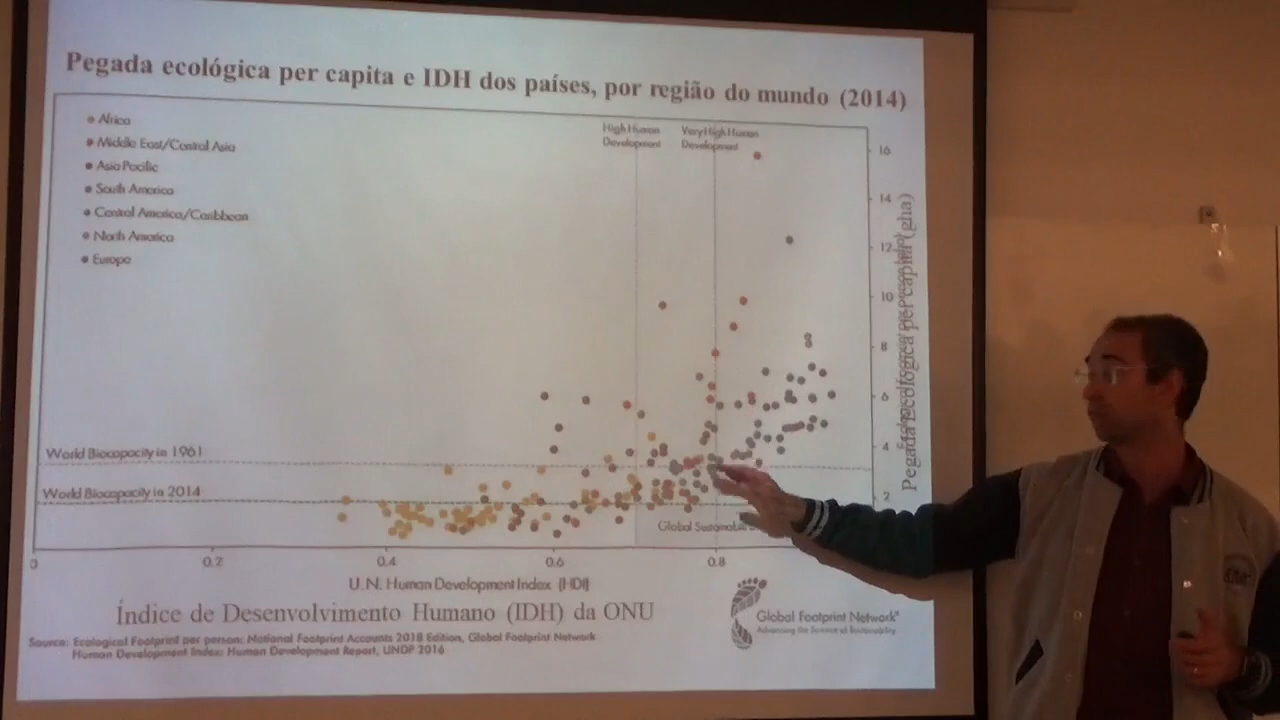 Pegada ecológica per capita e IDH dos países, por região do mundo (2014)
Africa
Middle East/Central Asia
Asia Pacific
South America
Central America/Caribbean
North America
Europe
High Human
Development
Very High Human
Development
16
14
12
10
8
6
4
2
Pegada Ecológica per capita (gha)
World Biocapacity in 1961
World Biocapacity in 2014
Global
0
0.2
0.4
0.6
0.8
U.N. Human Development Index (HDI)
Índice de Desenvolvimento Humano (IDH) da ONU
Global Footprint Network®
Advancing the Science of Sustainability
Source: Ecological Footprint per person: National Footprint Accounts 2018 Edition, Global Footprint Network
Human Development Index: Human Development Report, UNDP 2016